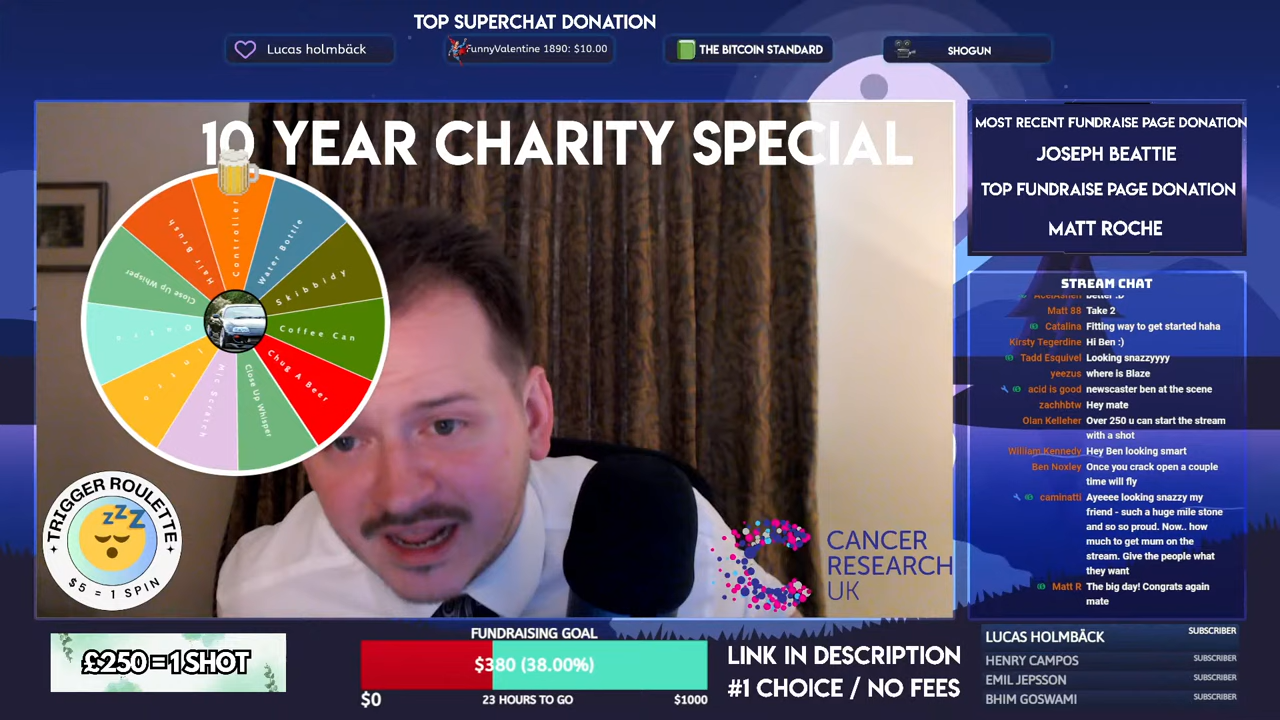 TOP SUPERCHAT DONATION
Lucas holmbäck
FunnyValentine 1890: $10.00
THE BITCOIN STANDARD
SHOGUN
10 YEAR CHARITY SPECIAL
Controller
Water Bottle
Skibbidy
Coffee Can
Chug A Beer
Close Up Whisper
Mic Scratch
Intro
Outro
Close Up Whisper
Hair Brush
TRIGGER ROULETTE
zzz
$5 = 1 SPIN
CANCER
RESEARCH
UK
MOST RECENT FUNDRAISE PAGE DONATION
JOSEPH BEATTIE
TOP FUNDRAISE PAGE DONATION
MATT ROCHE
STREAM CHAT
Better :D
Matt 88 Take 2
Catalina Fitting way to get started haha
Kirsty Tegerdine Hi Ben :)
Tadd Esquivel Looking snazzyyyy
yeezus where is Blaze
acid is good newscaster ben at the scene
zachhbtw Hey mate
Olan Kelleher Over 250 u can start the stream
with a shot
William Kennedy Hey Ben looking smart
Ben Noxley Once you crack open a couple
time will fly
caminatti Ayeeee looking snazzy my
friend - such a huge mile stone
and so so proud. Now.. how
much to get mum on the
stream. Give the people what
they want
Matt R The big day! Congrats again
mate
£250 = 1 SHOT
FUNDRAISING GOAL
$380 (38.00%)
$0
23 HOURS TO GO
$1000
LINK IN DESCRIPTION
#1 CHOICE / NO FEES
LUCAS HOLMBÄCK SUBSCRIBER
HENRY CAMPOS SUBSCRIBER
EMIL JEPSSON SUBSCRIBER
BHIM GOSWAMI SUBSCRIBER